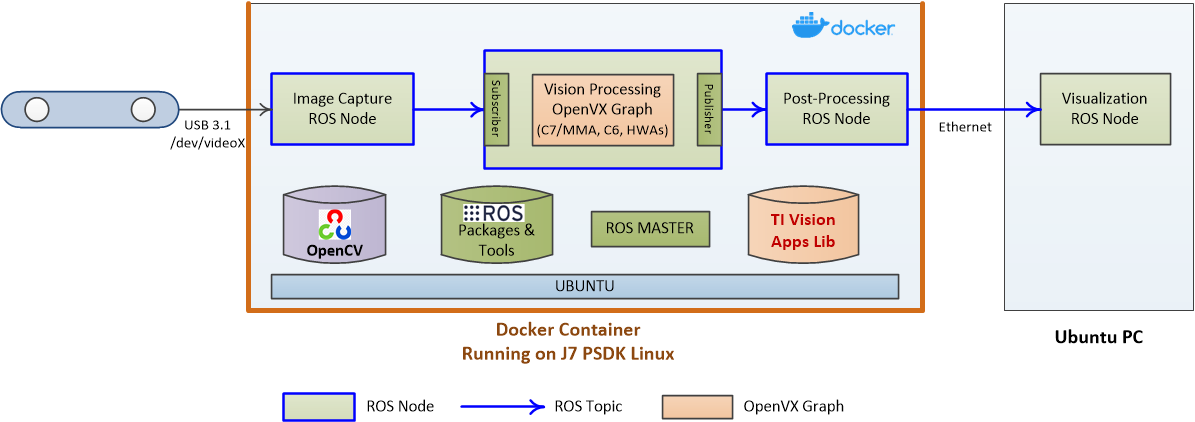 docker
Image Capture
ROS Node
Subscriber
Vision Processing
OpenVX Graph
(C7/MMA, C6, HWAs)
Publisher
Post-Processing
ROS Node
Visualization
ROS Node
USB 3.1
/dev/videoX
Ethernet
OpenCV
ROS
Packages &
Tools
ROS MASTER
TI Vision
Apps Lib
UBUNTU
Docker Container
Running on J7 PSDK Linux
Ubuntu PC
ROS Node
ROS Topic
OpenVX Graph